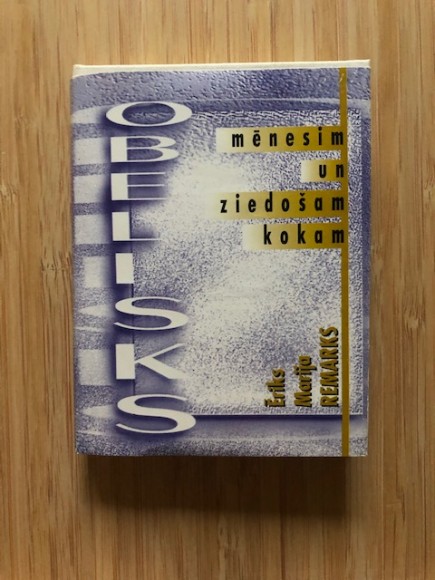 OBELISKS
mēnesim
un
ziedošam
kokam
Ēriks
Marija
REMARKS